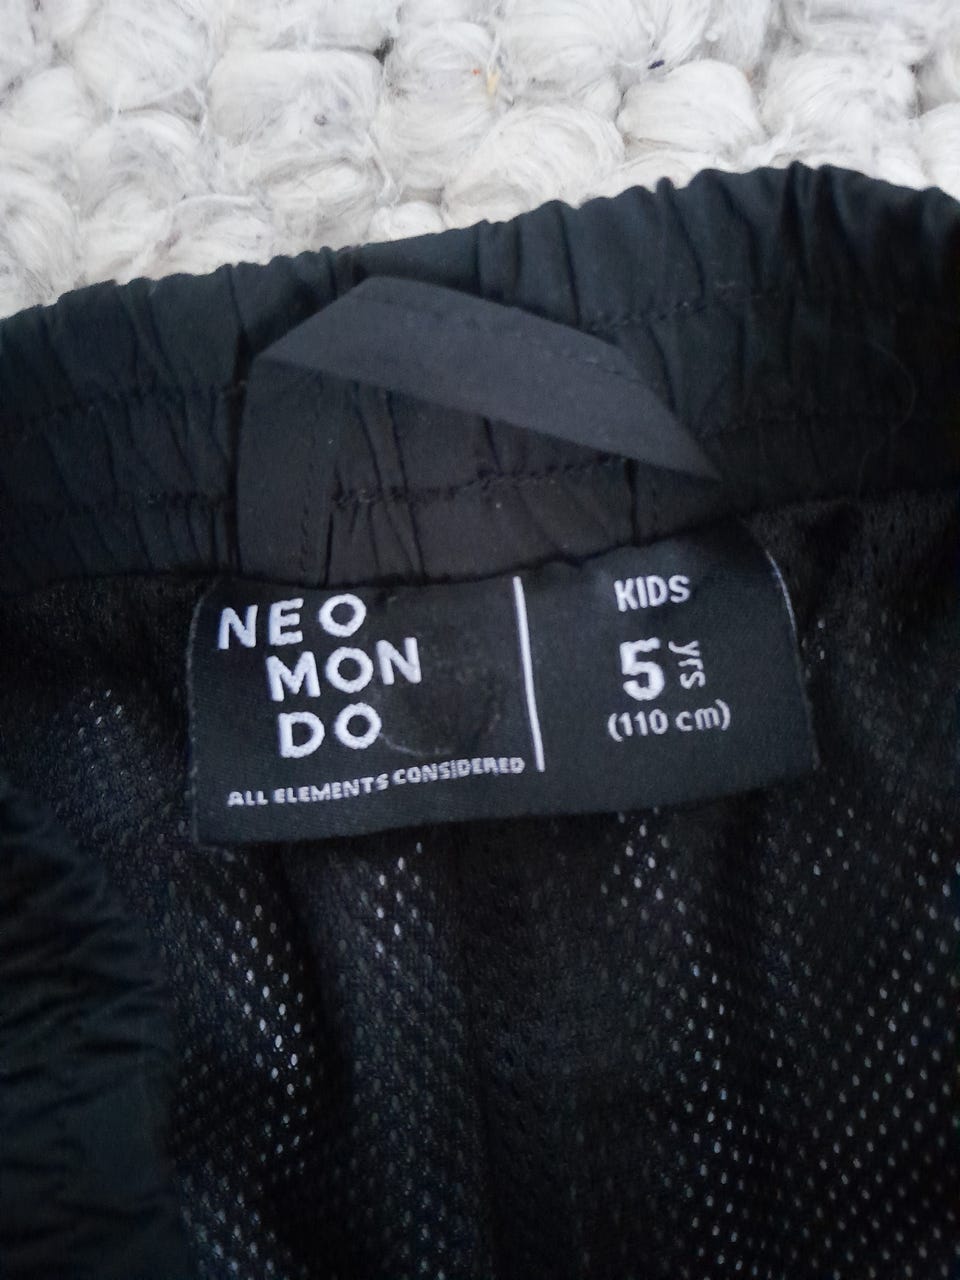 NEO
MON
DO
ALL ELEMENTS CONSIDERED
KIDS
5 yrs
(110 cm)